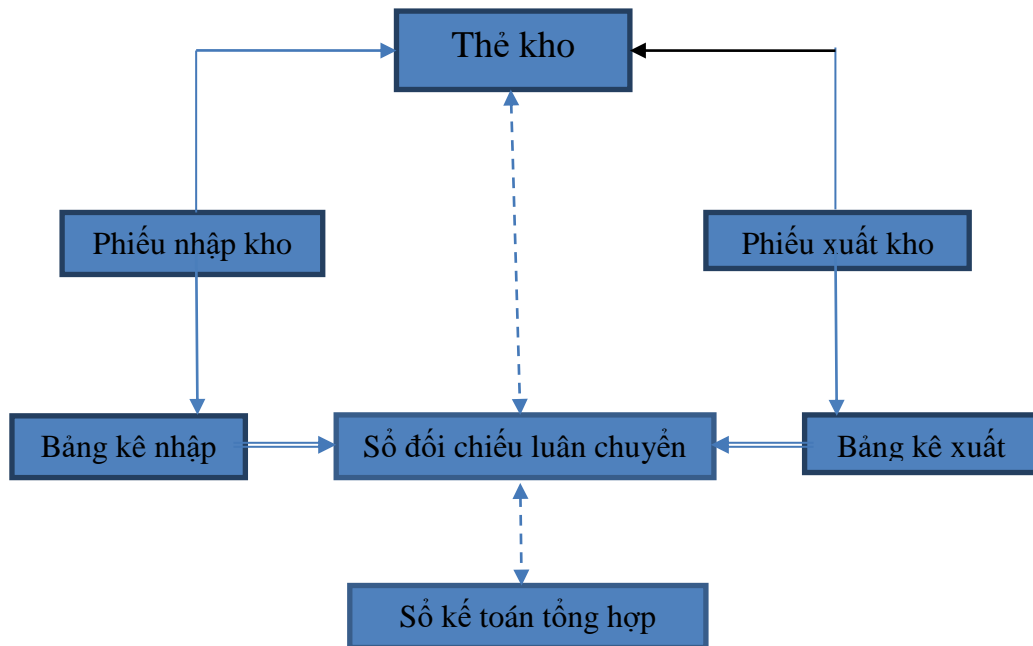 Thẻ kho
Phiếu nhập kho
Phiếu xuất kho
Bảng kê nhập
Sổ đối chiếu luân chuyển
Bảng kê xuất
Sổ kế toán tổng hợp